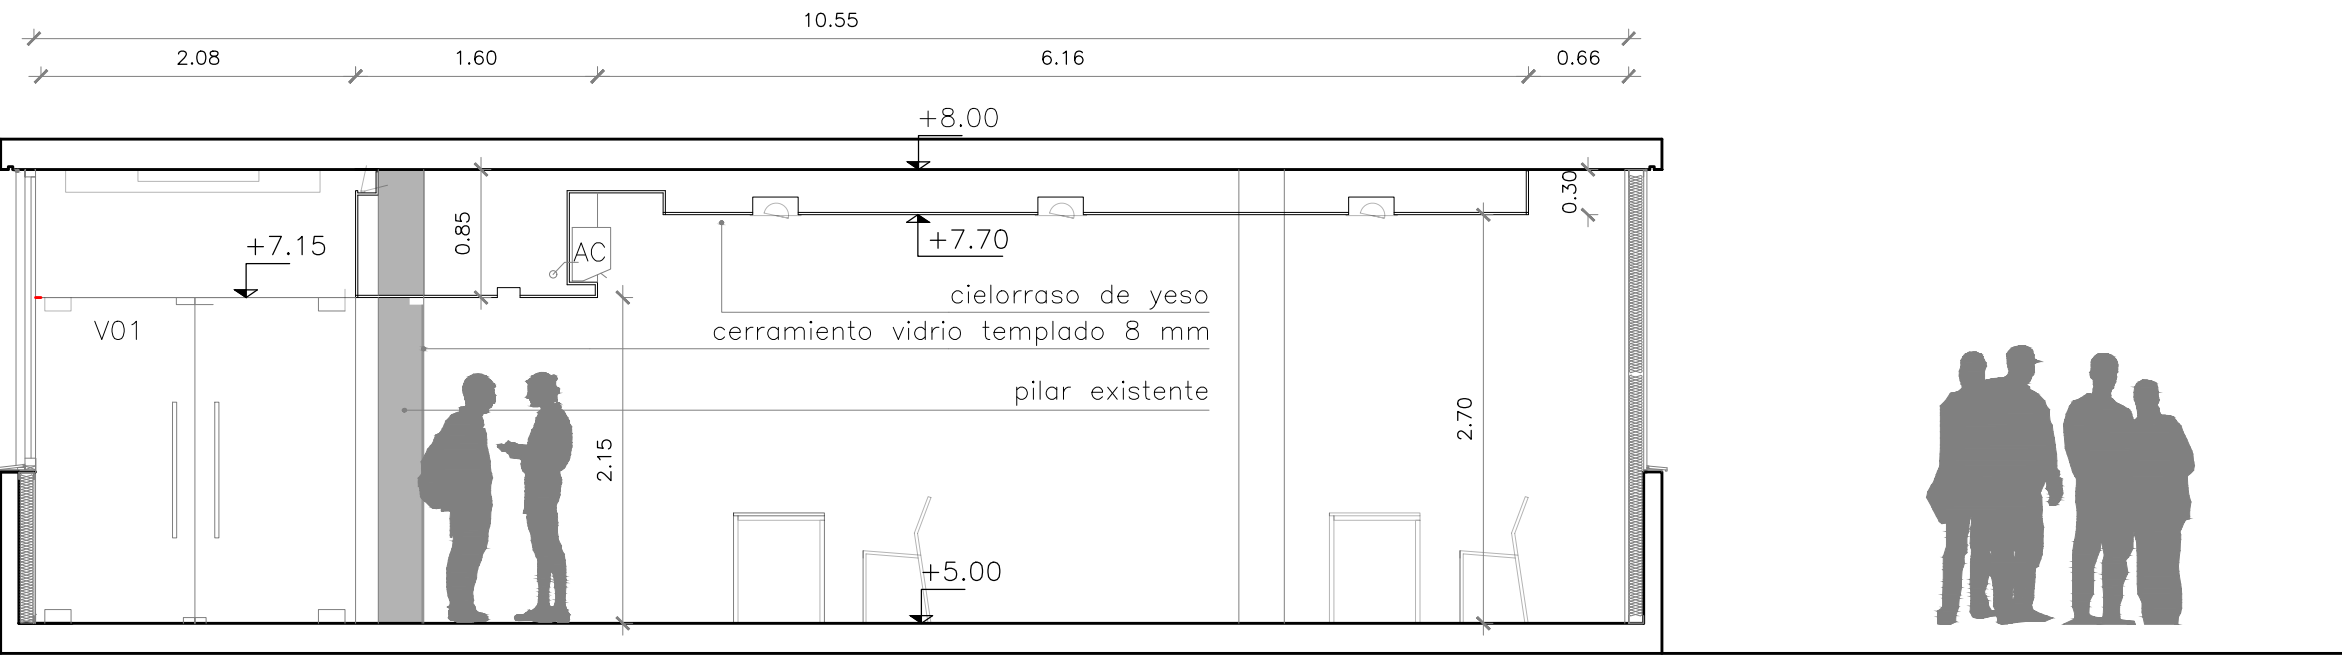 10.55
2.08 1.60 6.16 0.66
+8.00
0.30
0.85
+7.15
+7.70
AC
cielorraso de yeso
V01
cerramiento vidrio templado 8 mm
pilar existente
2.70
2.15
+5.00